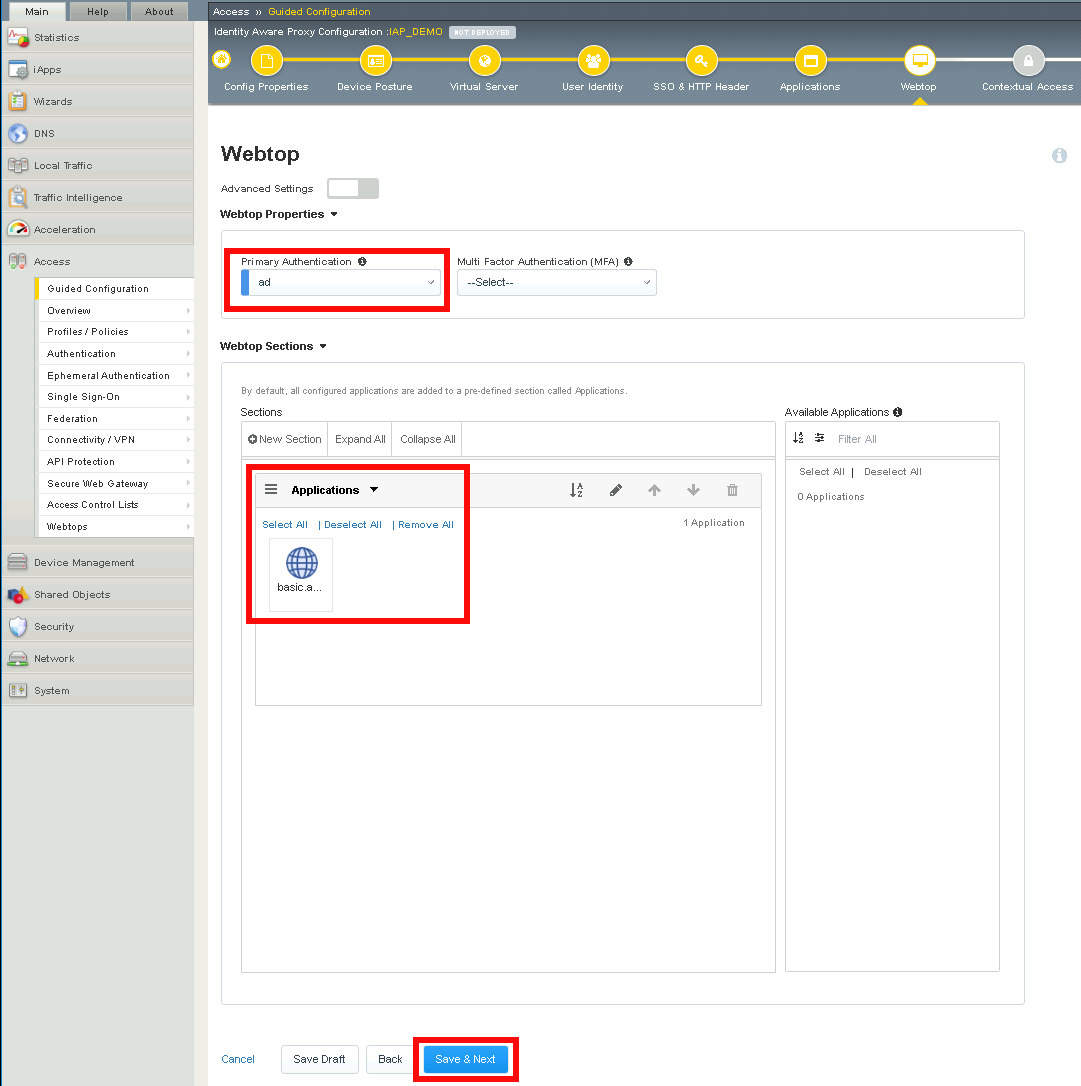 Main Help About
Statistics
iApps
Wizards
DNS
Local Traffic
Traffic Intelligence
Acceleration
Access
Guided Configuration
Overview
Profiles / Policies
Authentication
Ephemeral Authentication
Single Sign-On
Federation
Connectivity / VPN
API Protection
Secure Web Gateway
Access Control Lists
Webtops
Device Management
Shared Objects
Security
Network
System
Access » Guided Configuration
Identity Aware Proxy Configuration :IAP_DEMO NOT DEPLOYED
Config Properties Device Posture Virtual Server User Identity SSO & HTTP Header Applications Webtop Contextual Access
Webtop
Advanced Settings
Webtop Properties
Primary Authentication Multi Factor Authentication (MFA)
ad --Select--
Webtop Sections
By default, all configured applications are added to a pre-defined section called Applications.
Sections
New Section Expand All Collapse All
Applications
Select All | Deselect All | Remove All 1 Application
basic.a...
Available Applications
Filter All
Select All | Deselect All
0 Applications
Cancel Save Draft Back Save & Next